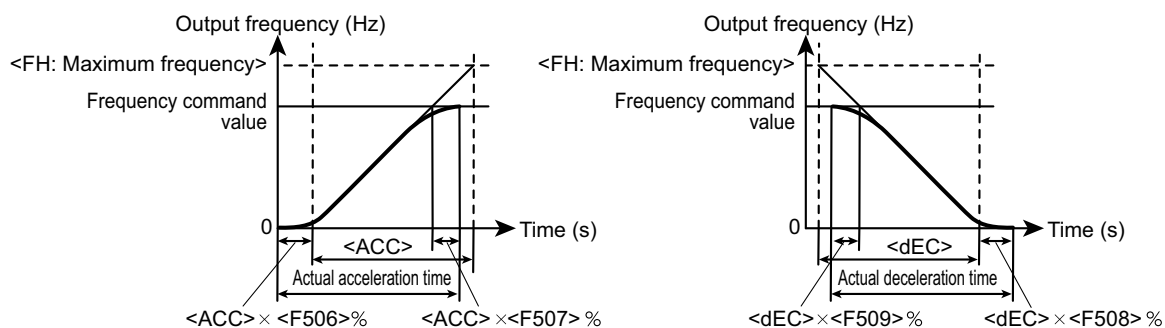 Output frequency (Hz)
<FH: Maximum frequency>
Frequency command
value
0
Time (s)
<ACC>
Actual acceleration time
<ACC> × <F506> %
<ACC> × <F507> %
Output frequency (Hz)
<FH: Maximum frequency>
Frequency command
value
0
Time (s)
<dEC>
Actual deceleration time
<dEC> × <F509> %
<dEC> × <F508> %